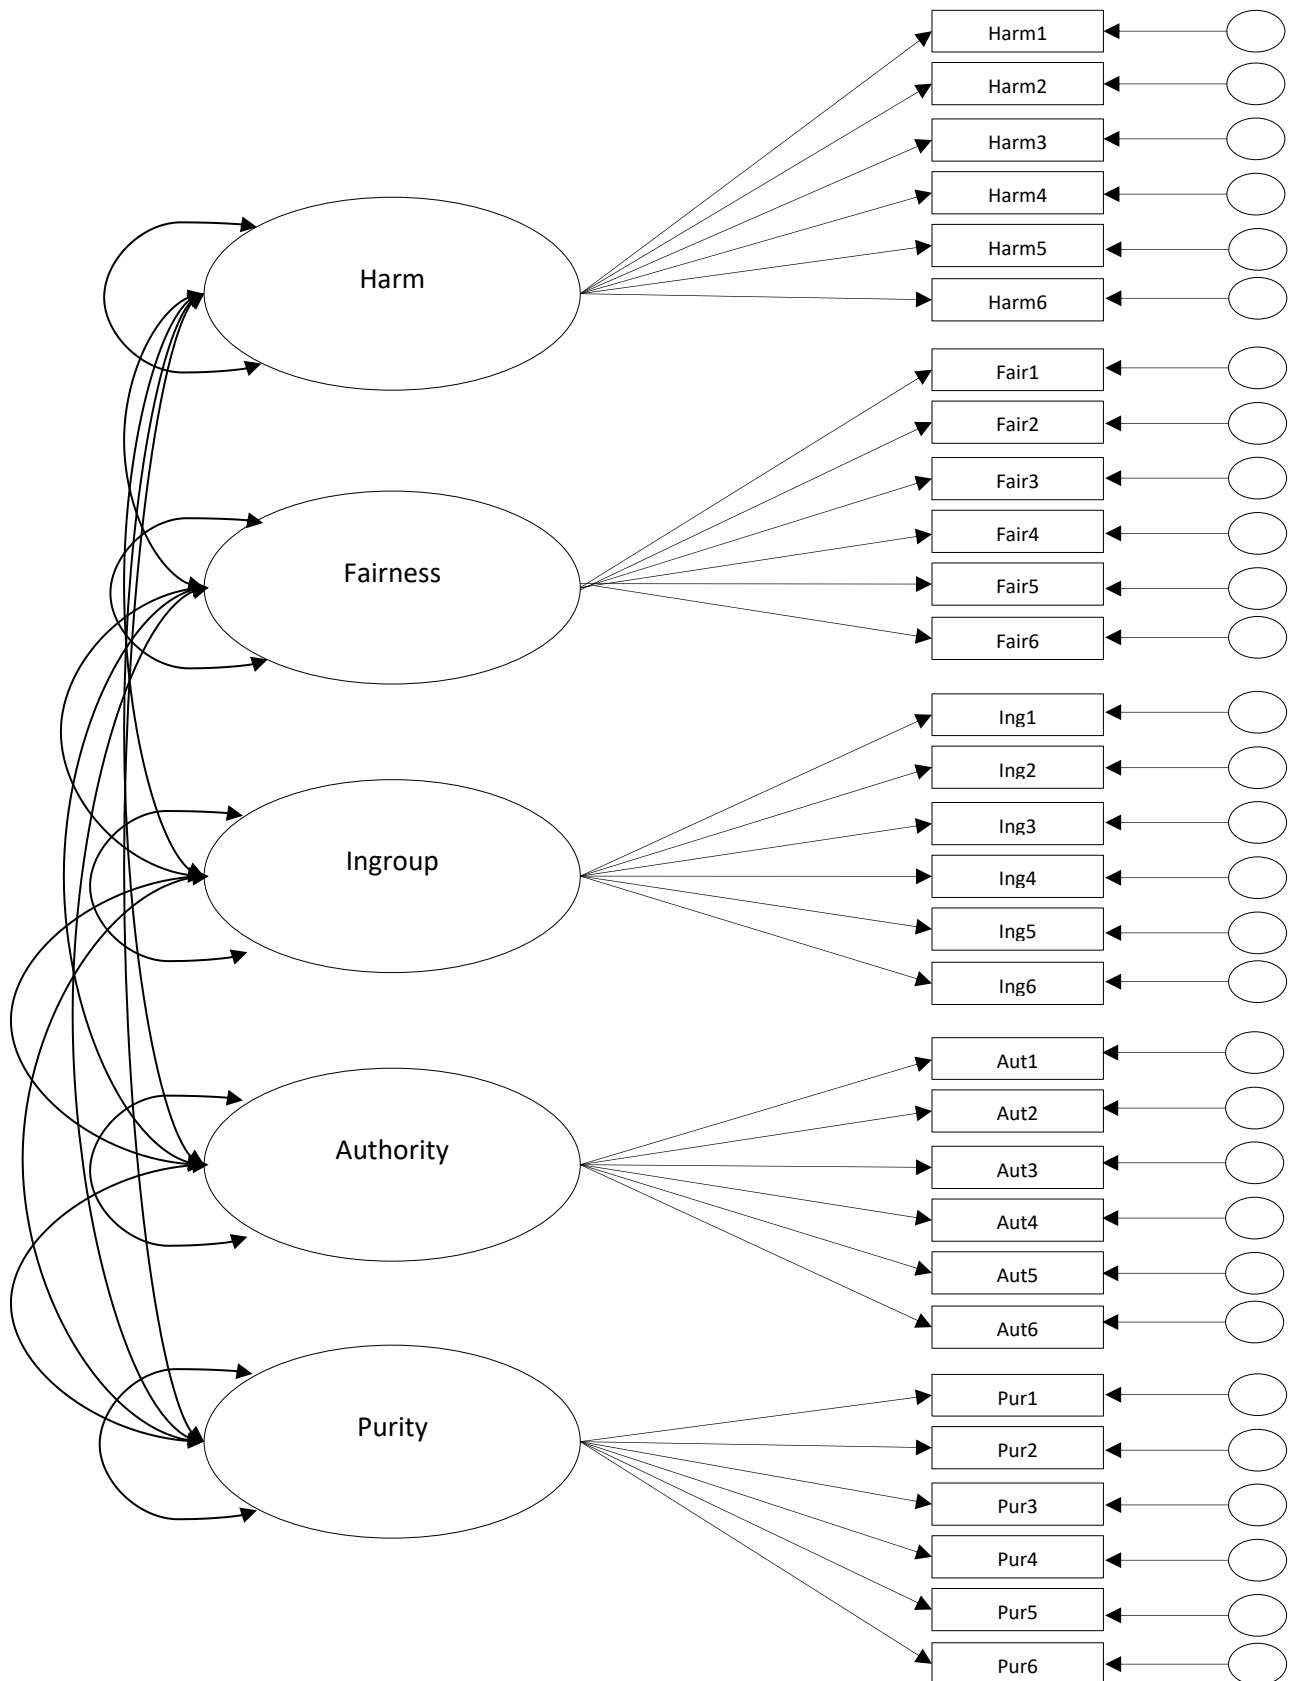 Harm1
Harm2
Harm3
Harm4
Harm5
Harm6
Harm
Fair1
Fair2
Fair3
Fair4
Fair5
Fair6
Fairness
Ing1
Ing2
Ing3
Ing4
Ing5
Ing6
Ingroup
Aut1
Aut2
Aut3
Aut4
Aut5
Aut6
Authority
Pur1
Pur2
Pur3
Pur4
Pur5
Pur6
Purity